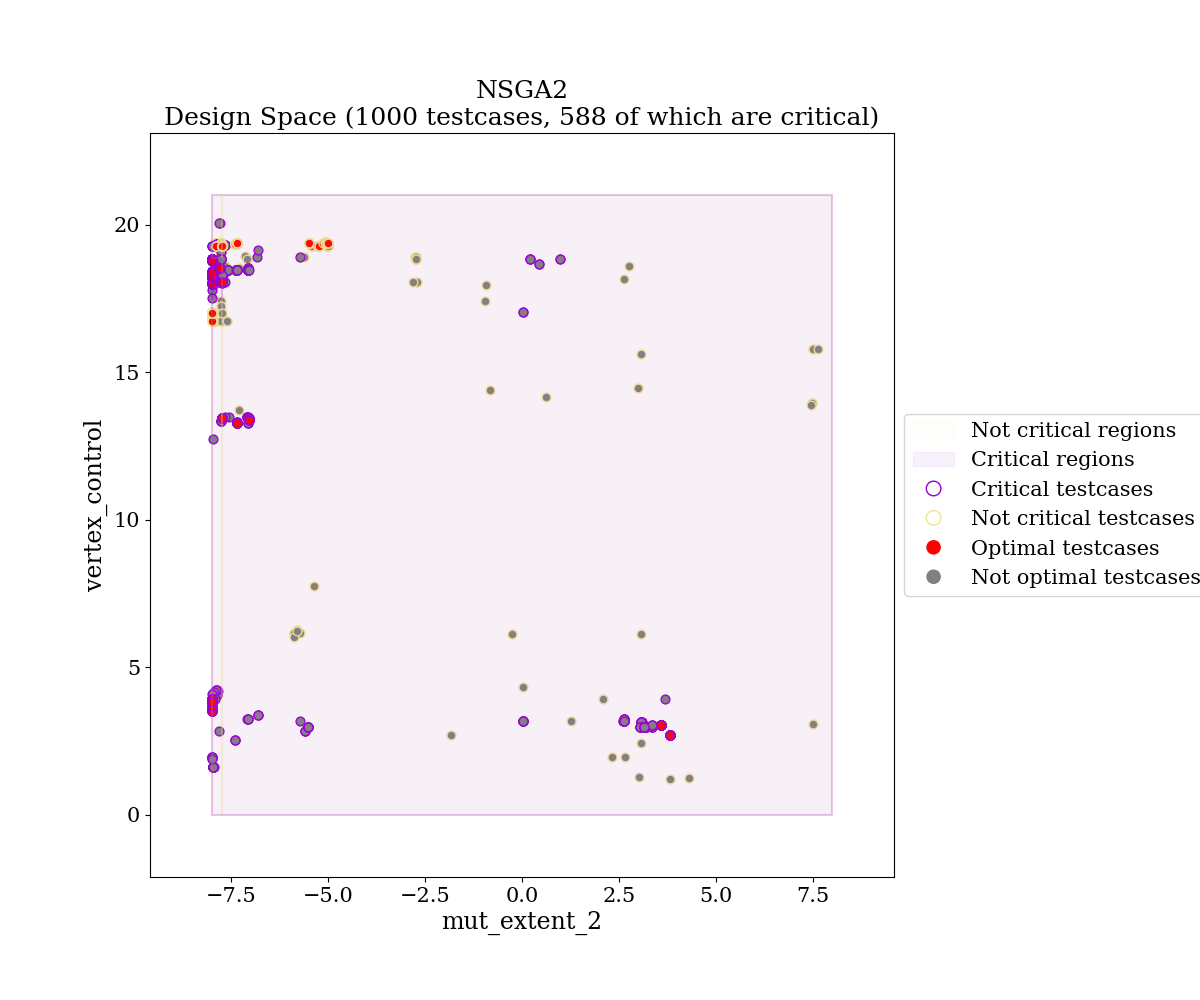 NSGA2
Design Space (1000 testcases, 588 of which are critical)
20
15
10
5
0
vertex_control
−7.5
−5.0
−2.5
0.0
2.5
5.0
7.5
mut_extent_2
Not critical regions
Critical regions
Critical testcases
Not critical testcases
Optimal testcases
Not optimal testcases